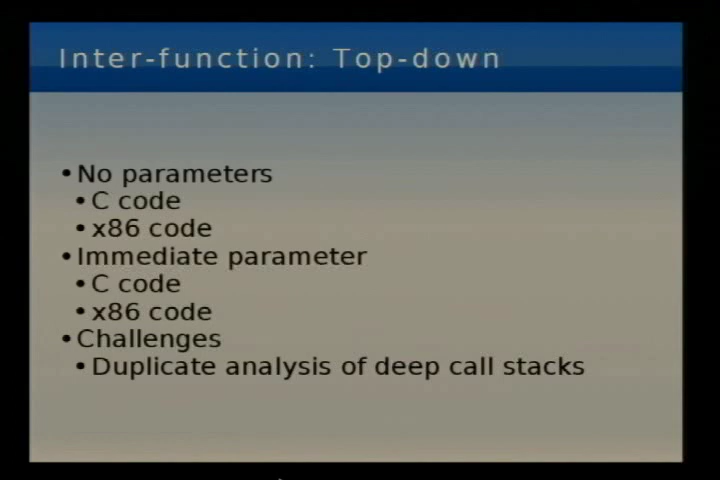 Inter-function: Top-down
•No parameters
•C code
•x86 code
•Immediate parameter
•C code
•x86 code
•Challenges
•Duplicate analysis of deep call stacks